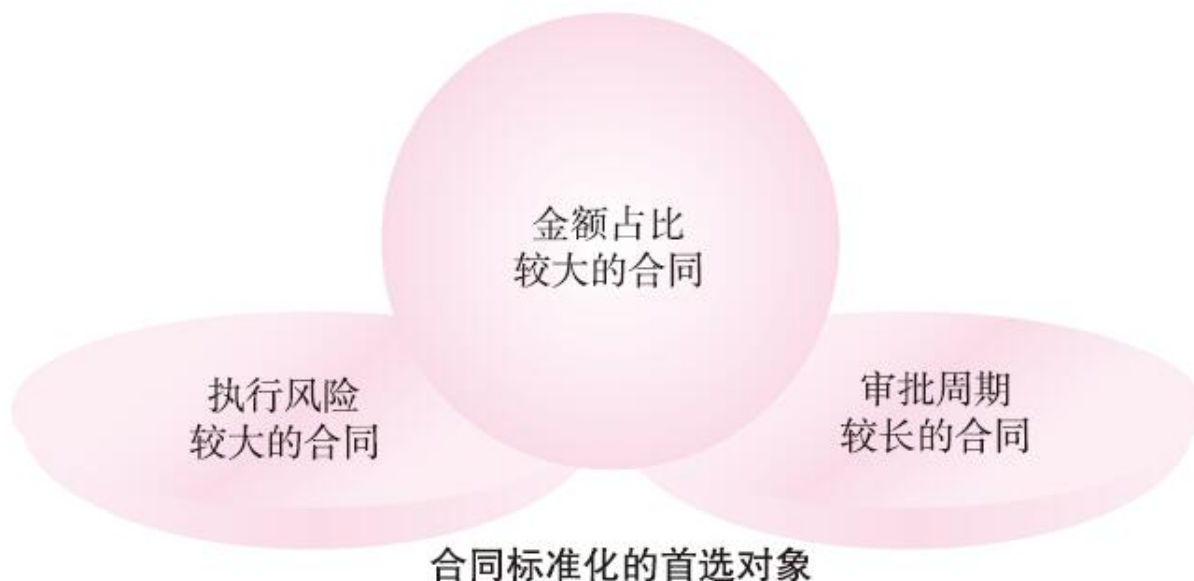 金额占比
较大的合同
执行风险
较大的合同
审批周期
较长的合同
合同标准化的首选对象